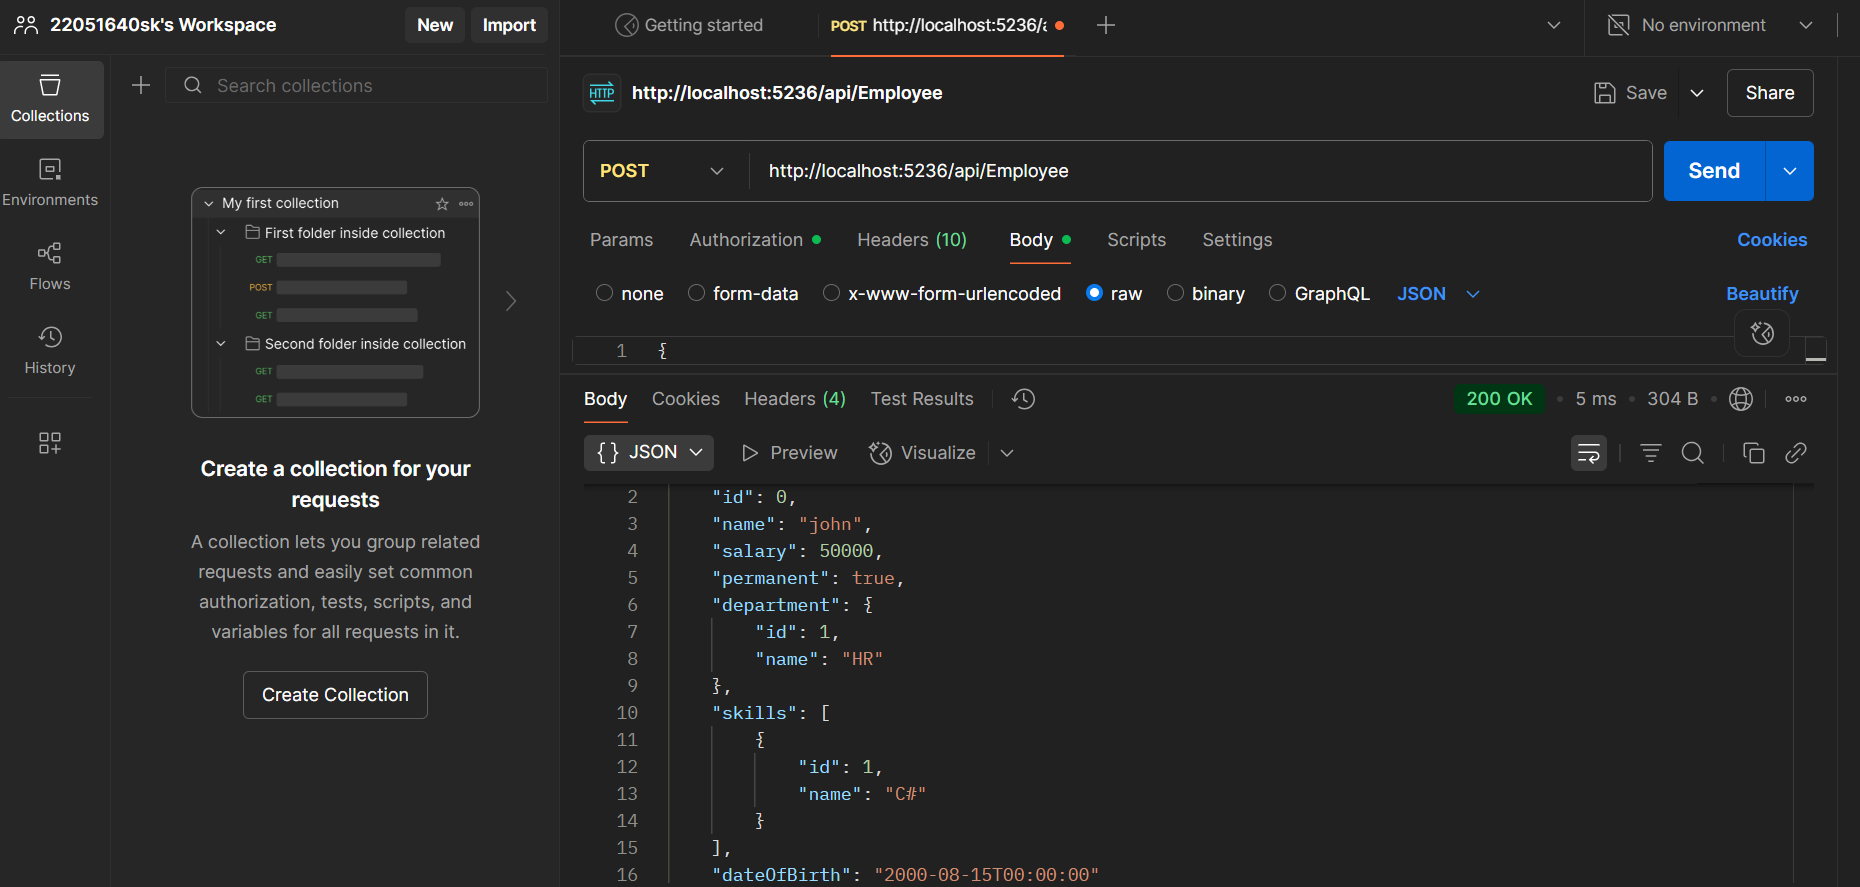 22051640sk's Workspace
New
Import
Getting started
POST http://localhost:5236/a
No environment
Collections
Environments
Flows
History
Search collections
My first collection
First folder inside collection
GET
POST
GET
Second folder inside collection
GET
GET
Create a collection for your
requests
A collection lets you group related
requests and easily set common
authorization, tests, scripts, and
variables for all requests in it.
Create Collection
HTTP
http://localhost:5236/api/Employee
Save
Share
POST
http://localhost:5236/api/Employee
Send
Params
Authorization
Headers (10)
Body
Scripts
Settings
Cookies
none
form-data
x-www-form-urlencoded
raw
binary
GraphQL
JSON
Beautify
1 {
Body
Cookies
Headers (4)
Test Results
200 OK
5 ms
304 B
{} JSON
Preview
Visualize
2 "id": 0,
3 "name": "john",
4 "salary": 50000,
5 "permanent": true,
6 "department": {
7 "id": 1,
8 "name": "HR"
9 },
10 "skills": [
11 {
12 "id": 1,
13 "name": "C#"
14 }
15 ],
16 "dateOfBirth": "2000-08-15T00:00:00"